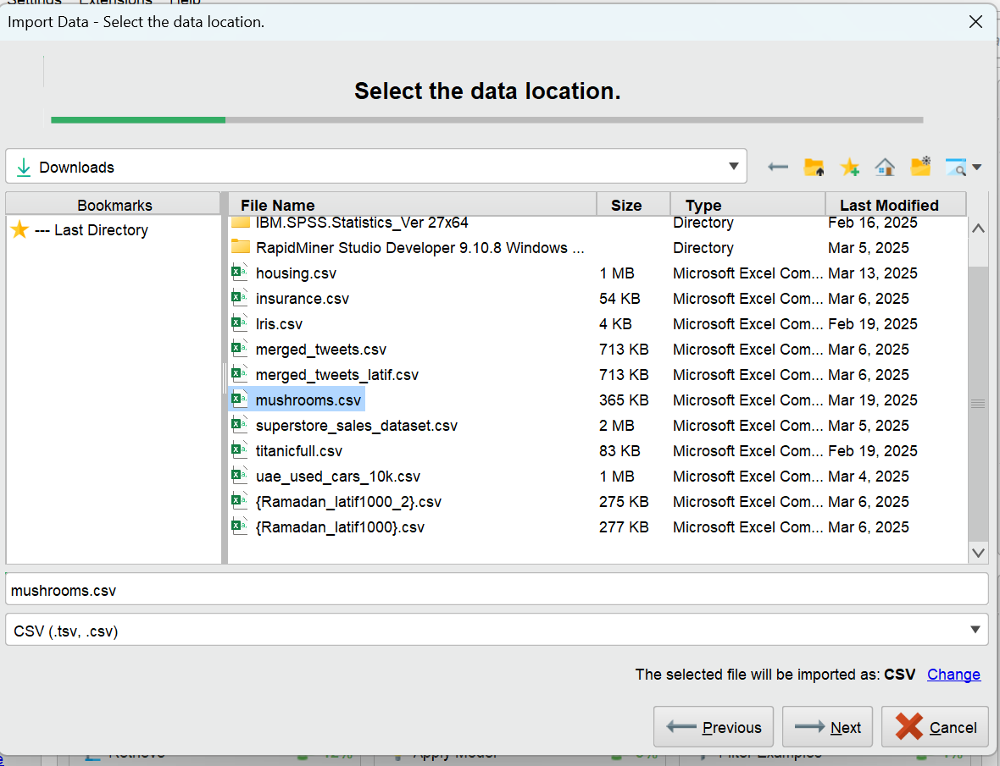 Settings Extensions Help
Import Data - Select the data location.
Select the data location.
Downloads
Bookmarks File Name Size Type Last Modified
--- Last Directory
IBM.SPSS.Statistics_Ver 27x64 Directory Feb 16, 2025
RapidMiner Studio Developer 9.10.8 Windows ... Directory Mar 5, 2025
housing.csv 1 MB Microsoft Excel Com... Mar 13, 2025
insurance.csv 54 KB Microsoft Excel Com... Mar 6, 2025
Iris.csv 4 KB Microsoft Excel Com... Feb 19, 2025
merged_tweets.csv 713 KB Microsoft Excel Com... Mar 6, 2025
merged_tweets_latif.csv 713 KB Microsoft Excel Com... Mar 6, 2025
mushrooms.csv 365 KB Microsoft Excel Com... Mar 19, 2025
superstore_sales_dataset.csv 2 MB Microsoft Excel Com... Mar 5, 2025
titanicfull.csv 83 KB Microsoft Excel Com... Feb 19, 2025
uae_used_cars_10k.csv 1 MB Microsoft Excel Com... Mar 4, 2025
{Ramadan_latif1000_2}.csv 275 KB Microsoft Excel Com... Mar 6, 2025
{Ramadan_latif1000}.csv 277 KB Microsoft Excel Com... Mar 6, 2025
mushrooms.csv
CSV (.tsv, .csv)
The selected file will be imported as: CSV Change
Previous Next Cancel
Retrieve Apply Model Filter Examples